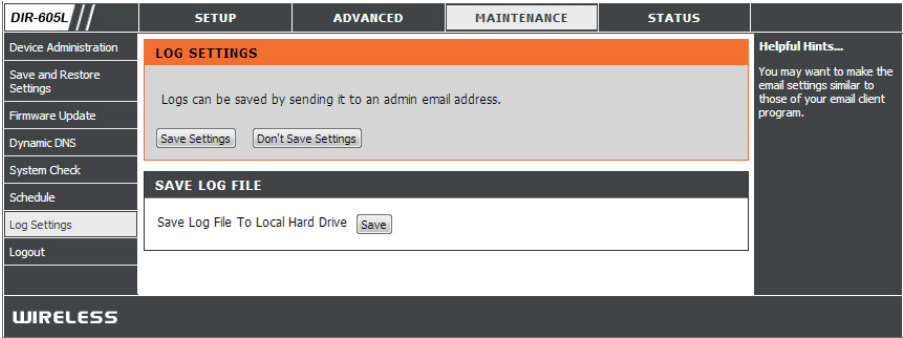 DIR-605L
SETUP
ADVANCED
MAINTENANCE
STATUS
Device Administration
Save and Restore
Settings
Firmware Update
Dynamic DNS
System Check
Schedule
Log Settings
Logout
LOG SETTINGS
Logs can be saved by sending it to an admin email address.
Save Settings
Don't Save Settings
SAVE LOG FILE
Save Log File To Local Hard Drive
Save
Helpful Hints...
You may want to make the
email settings similar to
those of your email client
program.
WIRELESS